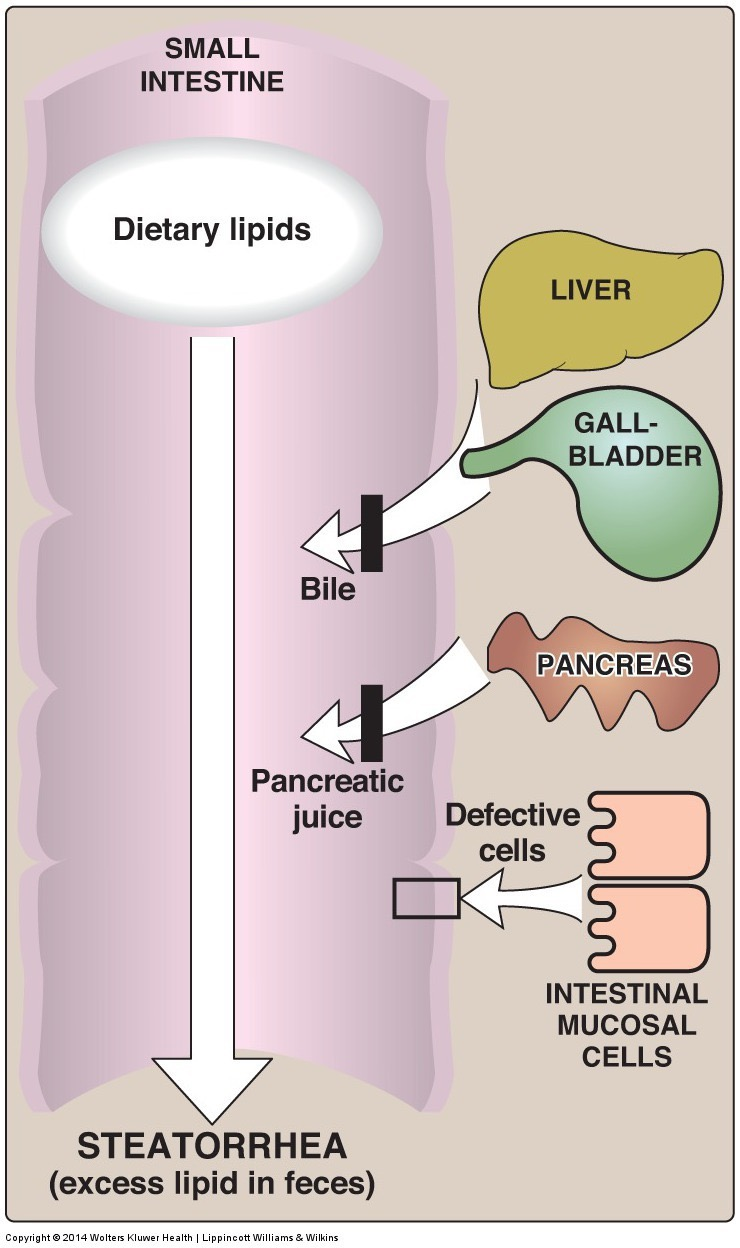 SMALL
INTESTINE
Dietary lipids
LIVER
GALL-
BLADDER
Bile
PANCREAS
Pancreatic
juice
Defective
cells
INTESTINAL
MUCOSAL
CELLS
STEATORRHEA
(excess lipid in feces)
Copyright © 2014 Wolters Kluwer Health | Lippincott Williams & Wilkins